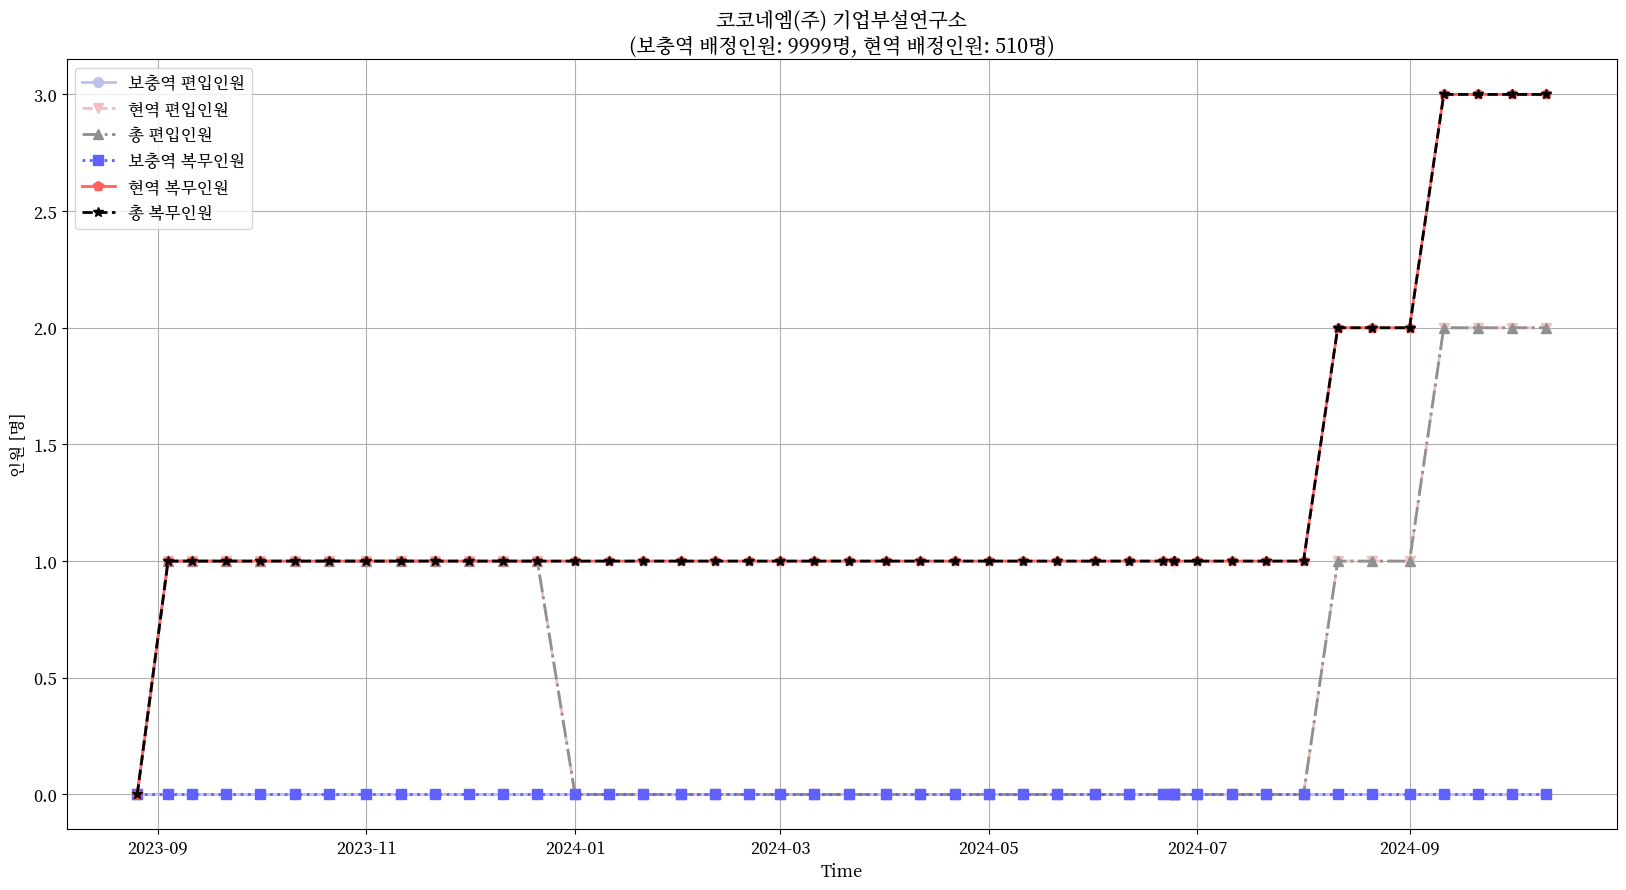 코코네엠(주) 기업부설연구소
(보충역 배정인원: 9999명, 현역 배정인원: 510명)
보충역 편입인원
현역 편입인원
총 편입인원
보충역 복무인원
현역 복무인원
총 복무인원
3.0
2.5
2.0
1.5
1.0
0.5
0.0
인원 [명]
2023-09
2023-11
2024-01
2024-03
2024-05
2024-07
2024-09
Time